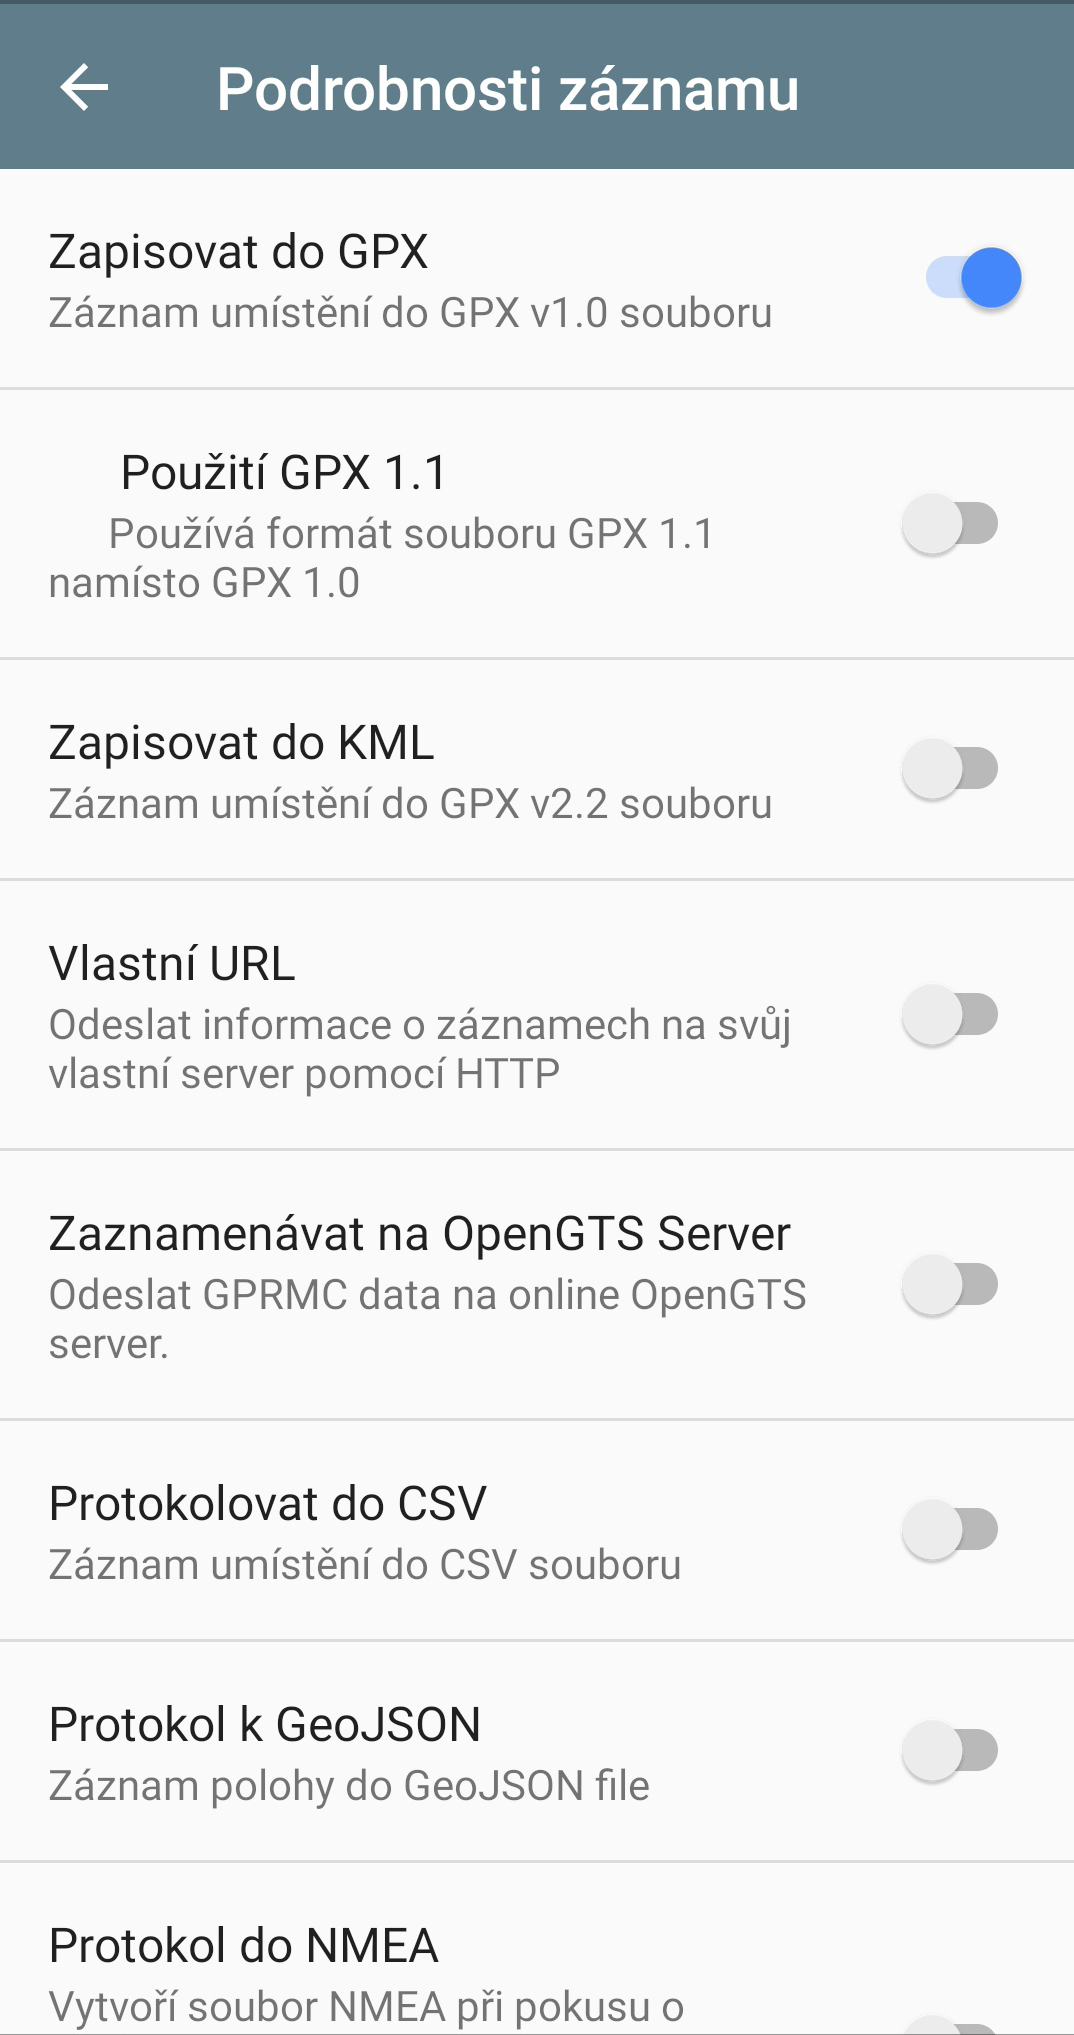 Podrobnosti záznamu
Zapisovat do GPX
Záznam umístění do GPX v1.0 souboru
Použití GPX 1.1
Používá formát souboru GPX 1.1
namísto GPX 1.0
Zapisovat do KML
Záznam umístění do GPX v2.2 souboru
Vlastní URL
Odeslat informace o záznamech na svůj
vlastní server pomocí HTTP
Zaznamenávat na OpenGTS Server
Odeslat GPRMC data na online OpenGTS
server.
Protokolovat do CSV
Záznam umístění do CSV souboru
Protokol k GeoJSON
Záznam polohy do GeoJSON file
Protokol do NMEA
Vytvoří soubor NMEA při pokusu o